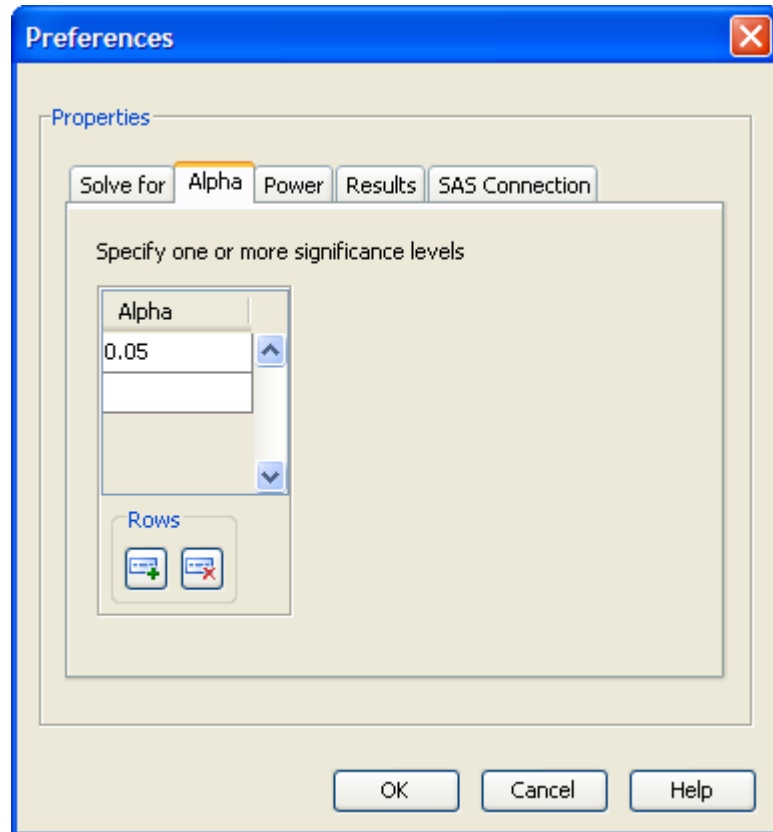 Preferences
Properties
Solve for Alpha Power Results SAS Connection
Specify one or more significance levels
Alpha
0.05
Rows
OK Cancel Help